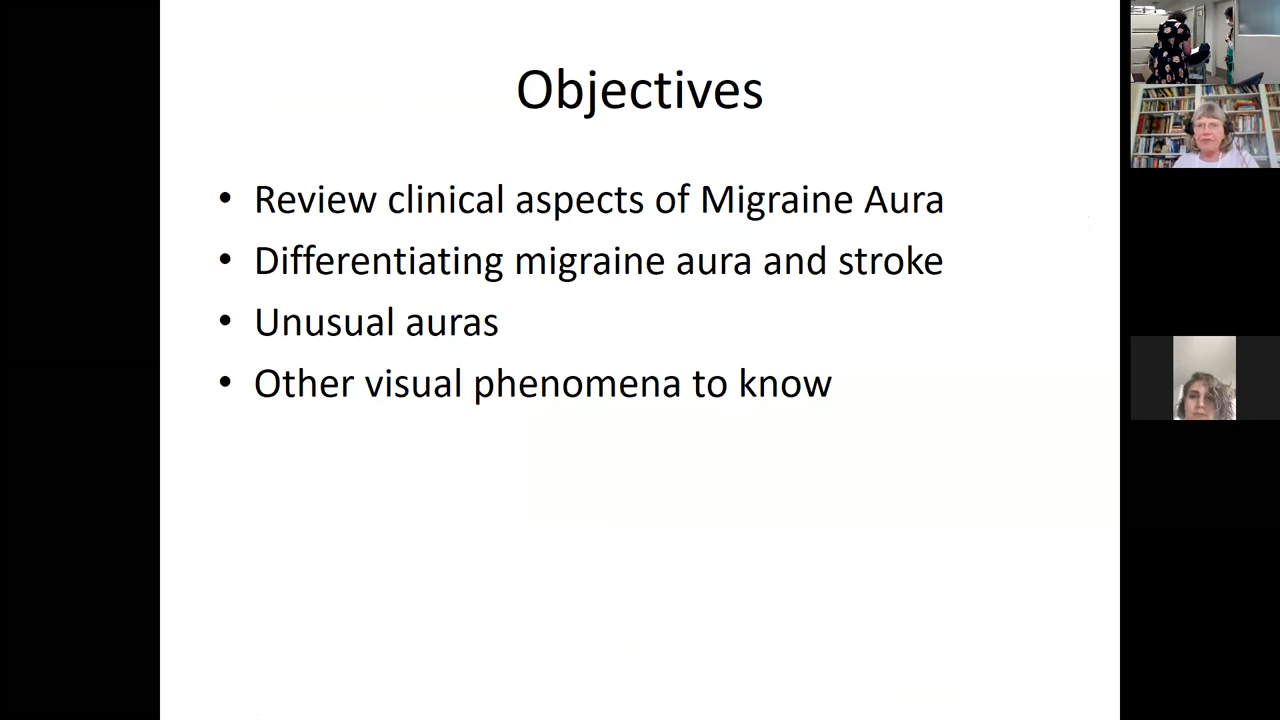 Objectives
• Review clinical aspects of Migraine Aura
• Differentiating migraine aura and stroke
• Unusual auras
• Other visual phenomena to know